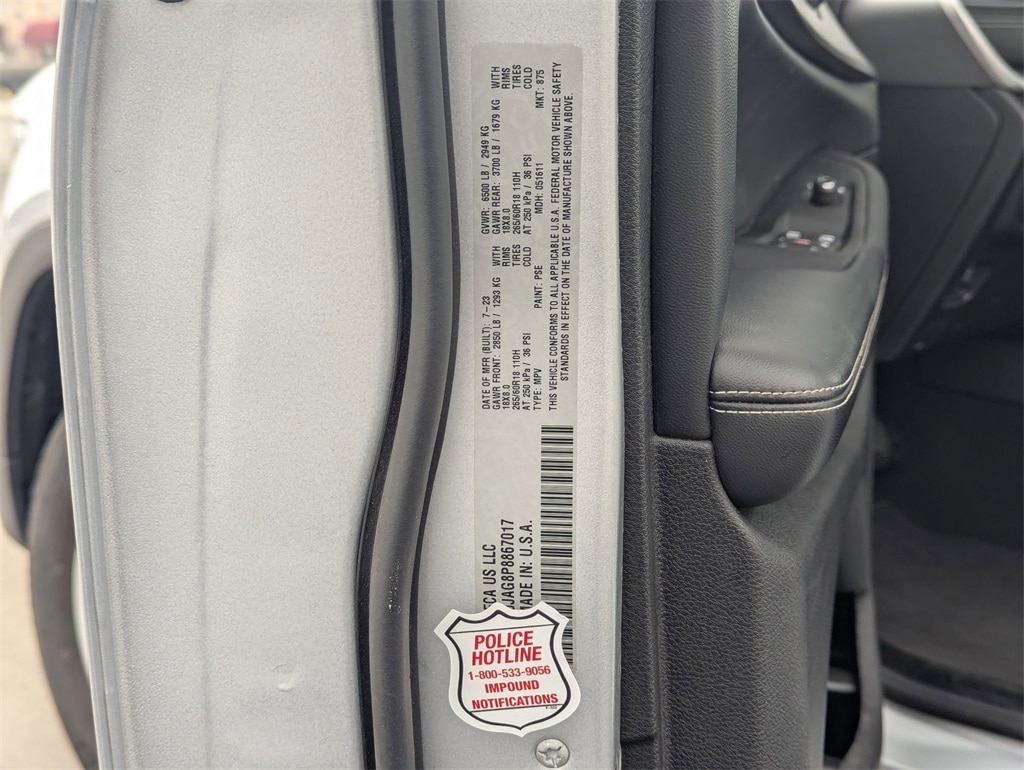 FCA US LLC
JAG8P8867017
MADE IN: U.S.A.
DATE OF MFR (BUILT): 7-23 GVWR: 6500 LB / 2949 KG
GAWR FRONT: 2850 LB / 1293 KG WITH GAWR REAR: 3700 LB / 1679 KG WITH
18X8.0 RIMS 18X8.0 RIMS
265/60R18 110H TIRES 265/60R18 110H TIRES
AT 250 kPa / 36 PSI COLD AT 250 kPa / 36 PSI COLD
TYPE: MPV PAINT: PSE MDH: 051611 MKT: 875
THIS VEHICLE CONFORMS TO ALL APPLICABLE U.S.A. FEDERAL MOTOR VEHICLE SAFETY
STANDARDS IN EFFECT ON THE DATE OF MANUFACTURE SHOWN ABOVE.
POLICE
HOTLINE
1-800-533-9056
IMPOUND
NOTIFICATIONS